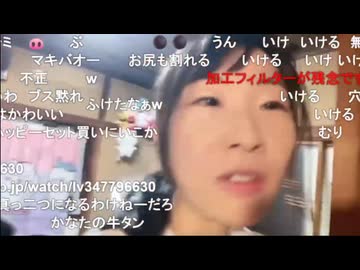 ミ 🐽 ぷ うん いけ いける 無
マキバオー お尻も割れる いける いけ いけ
不正 w 加工フィルターが残念です
わ ブス黙れ ふけたなぁw いける 穴
はかわいい いける
ハッピーセット買いにいこか むり
630
p.jp/watch/lv347796630
真っ二つになるわけねーだろ
かなたの牛タン